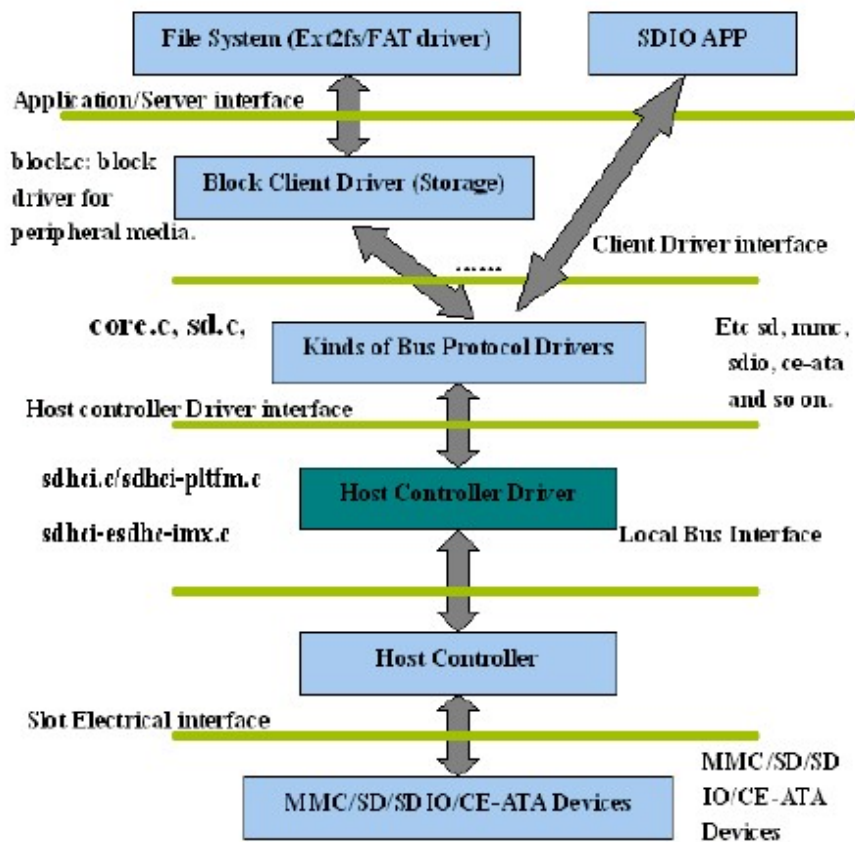 File System (Ext2fs/FAT driver)
SDIO APP
Application/Server interface
block.c: block
driver for
peripheral media.
Block Client Driver (Storage)
Client Driver interface
......
core.c, sd.c,
Kinds of Bus Protocol Drivers
Etc sd, mmc,
sdio, ce-ata
and so on.
Host controller Driver interface
sdhci.c/sdhci-pltfm.c
Host Controller Driver
sdhci-esdhc-imx.c
Local Bus Interface
Host Controller
Slot Electrical interface
MMC/SD/SDIO/CE-ATA Devices
MMC/SD/SD
IO/CE-ATA
Devices